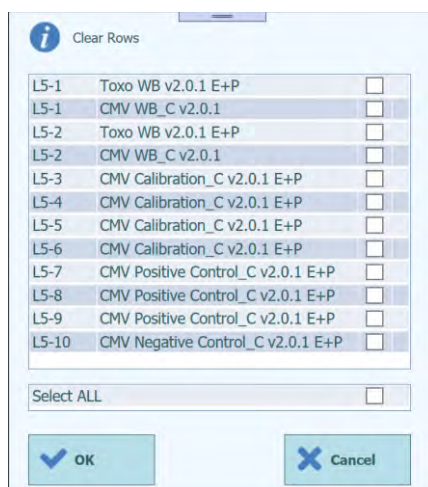 Clear Rows
L5-1 Toxo WB v2.0.1 E+P
L5-1 CMV WB_C v2.0.1
L5-2 Toxo WB v2.0.1 E+P
L5-2 CMV WB_C v2.0.1
L5-3 CMV Calibration_C v2.0.1 E+P
L5-4 CMV Calibration_C v2.0.1 E+P
L5-5 CMV Calibration_C v2.0.1 E+P
L5-6 CMV Calibration_C v2.0.1 E+P
L5-7 CMV Positive Control_C v2.0.1 E+P
L5-8 CMV Positive Control_C v2.0.1 E+P
L5-9 CMV Positive Control_C v2.0.1 E+P
L5-10 CMV Negative Control_C v2.0.1 E+P
Select ALL
OK Cancel